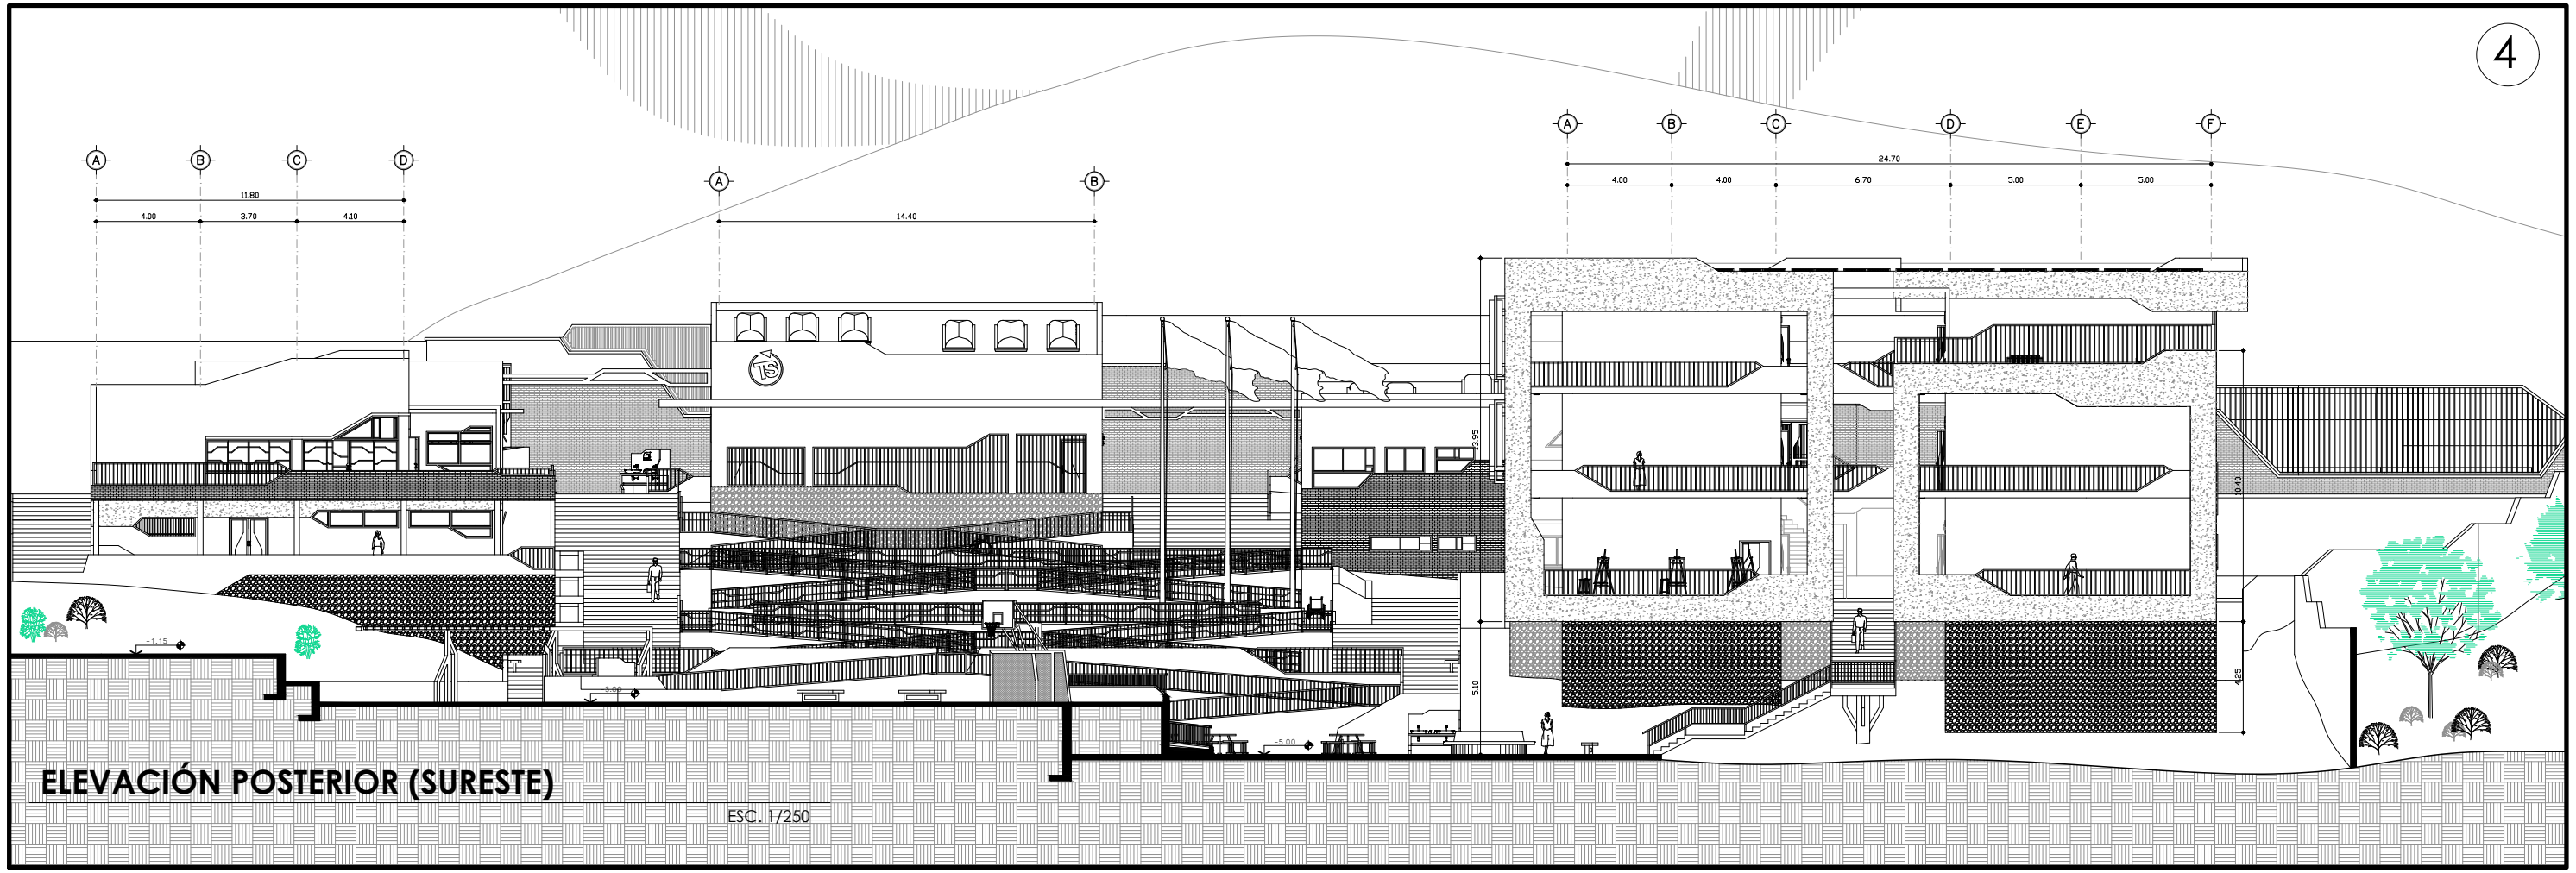 4
A B C D E F
24.70
4.00 4.00 6.70 5.00 5.00
A B C D
11.80
4.00 3.70 4.10
A B
14.40
13.95
10.40
-1.15
-3.00
5.10
4.25
-5.00
ELEVACIÓN POSTERIOR (SURESTE)
ESC. 1/250